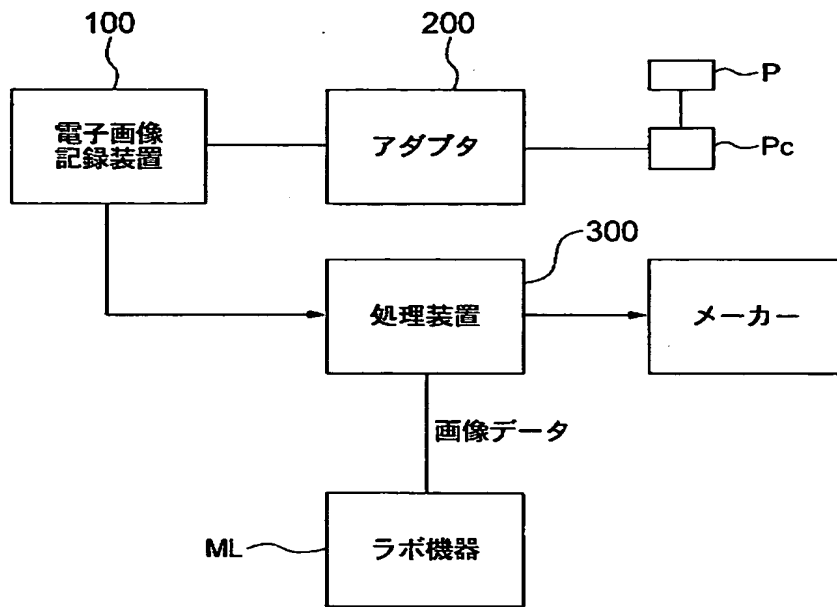 100
200
P
電子画像
記録装置
アダプタ
Pc
300
処理装置
メーカー
画像データ
ML
ラボ機器